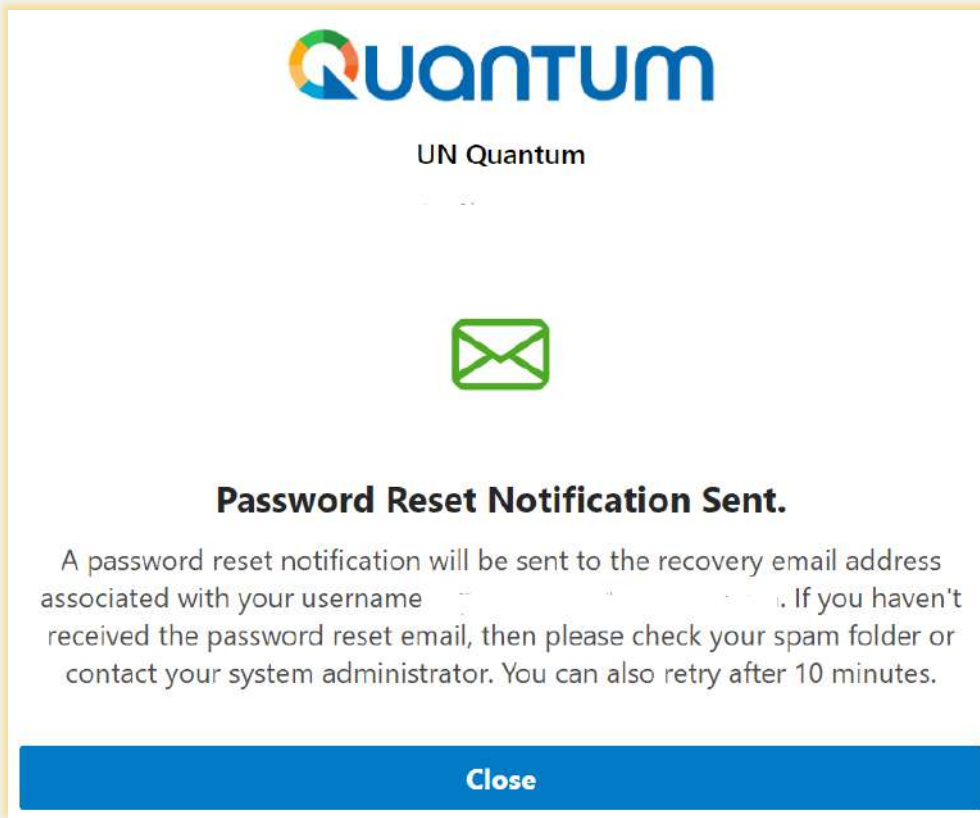 QUANTUM
UN Quantum
Password Reset Notification Sent.
A password reset notification will be sent to the recovery email address
associated with your username . If you haven't
received the password reset email, then please check your spam folder or
contact your system administrator. You can also retry after 10 minutes.
Close